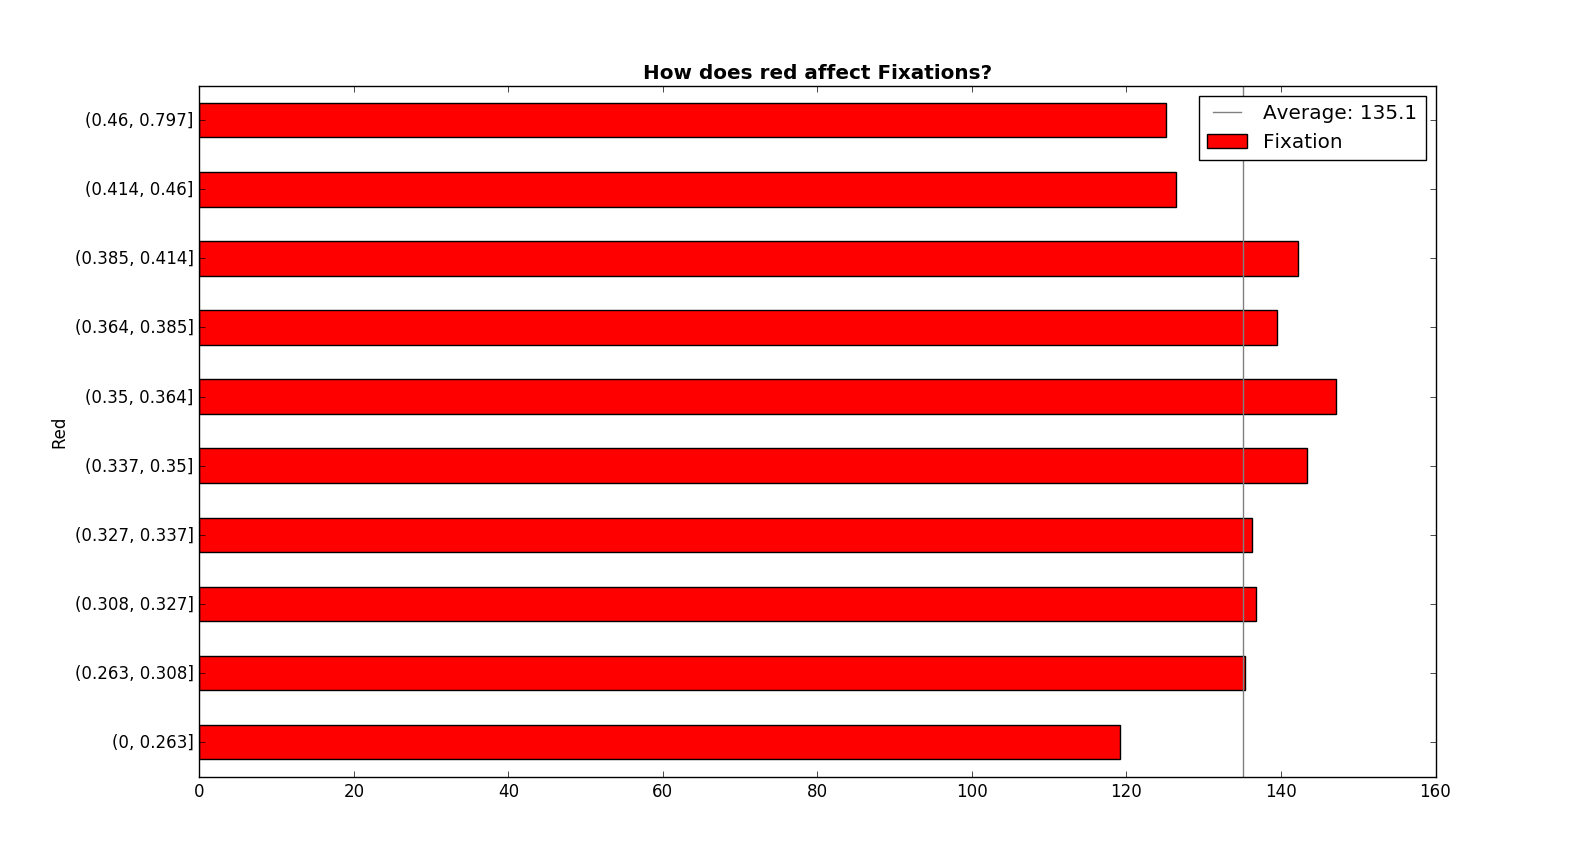 How does red affect Fixations?
Average: 135.1
Fixation
(0.46, 0.797]
(0.414, 0.46]
(0.385, 0.414]
(0.364, 0.385]
(0.35, 0.364]
Red
(0.337, 0.35]
(0.327, 0.337]
(0.308, 0.327]
(0.263, 0.308]
(0, 0.263]
0 20 40 60 80 100 120 140 160